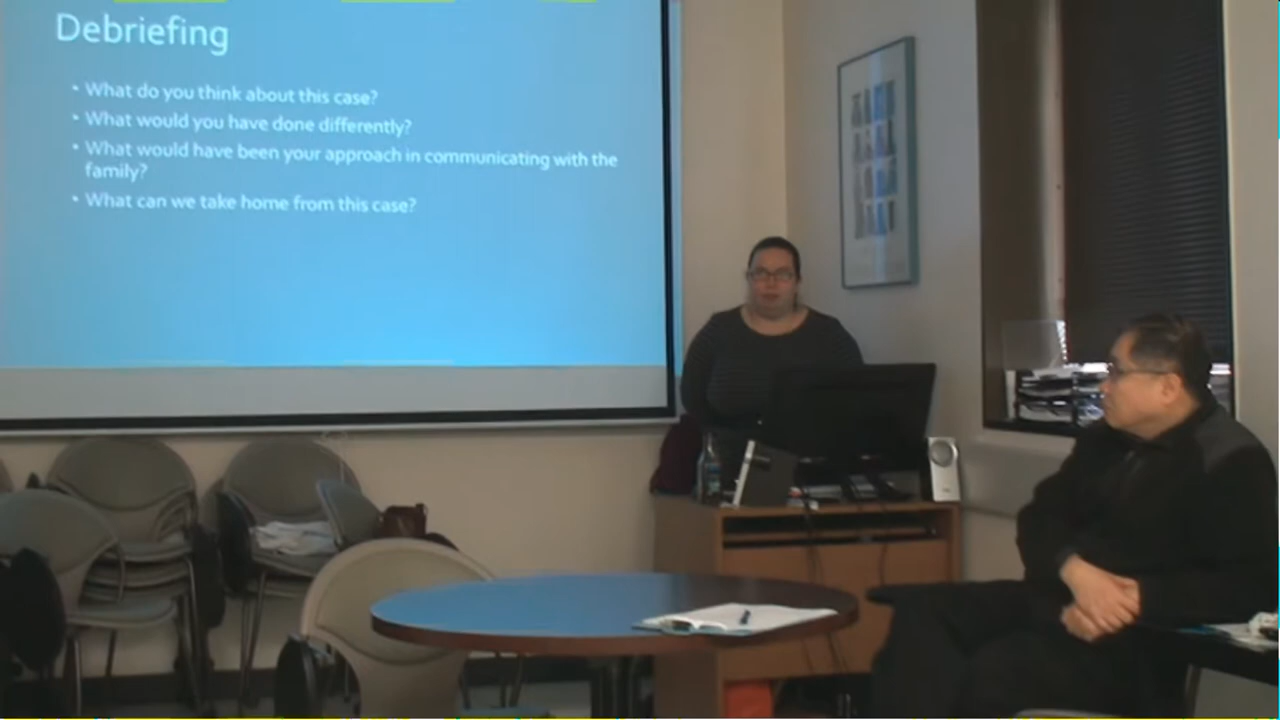 Debriefing
• What do you think about this case?
• What would you have done differently?
• What would have been your approach in communicating with the
family?
• What can we take home from this case?